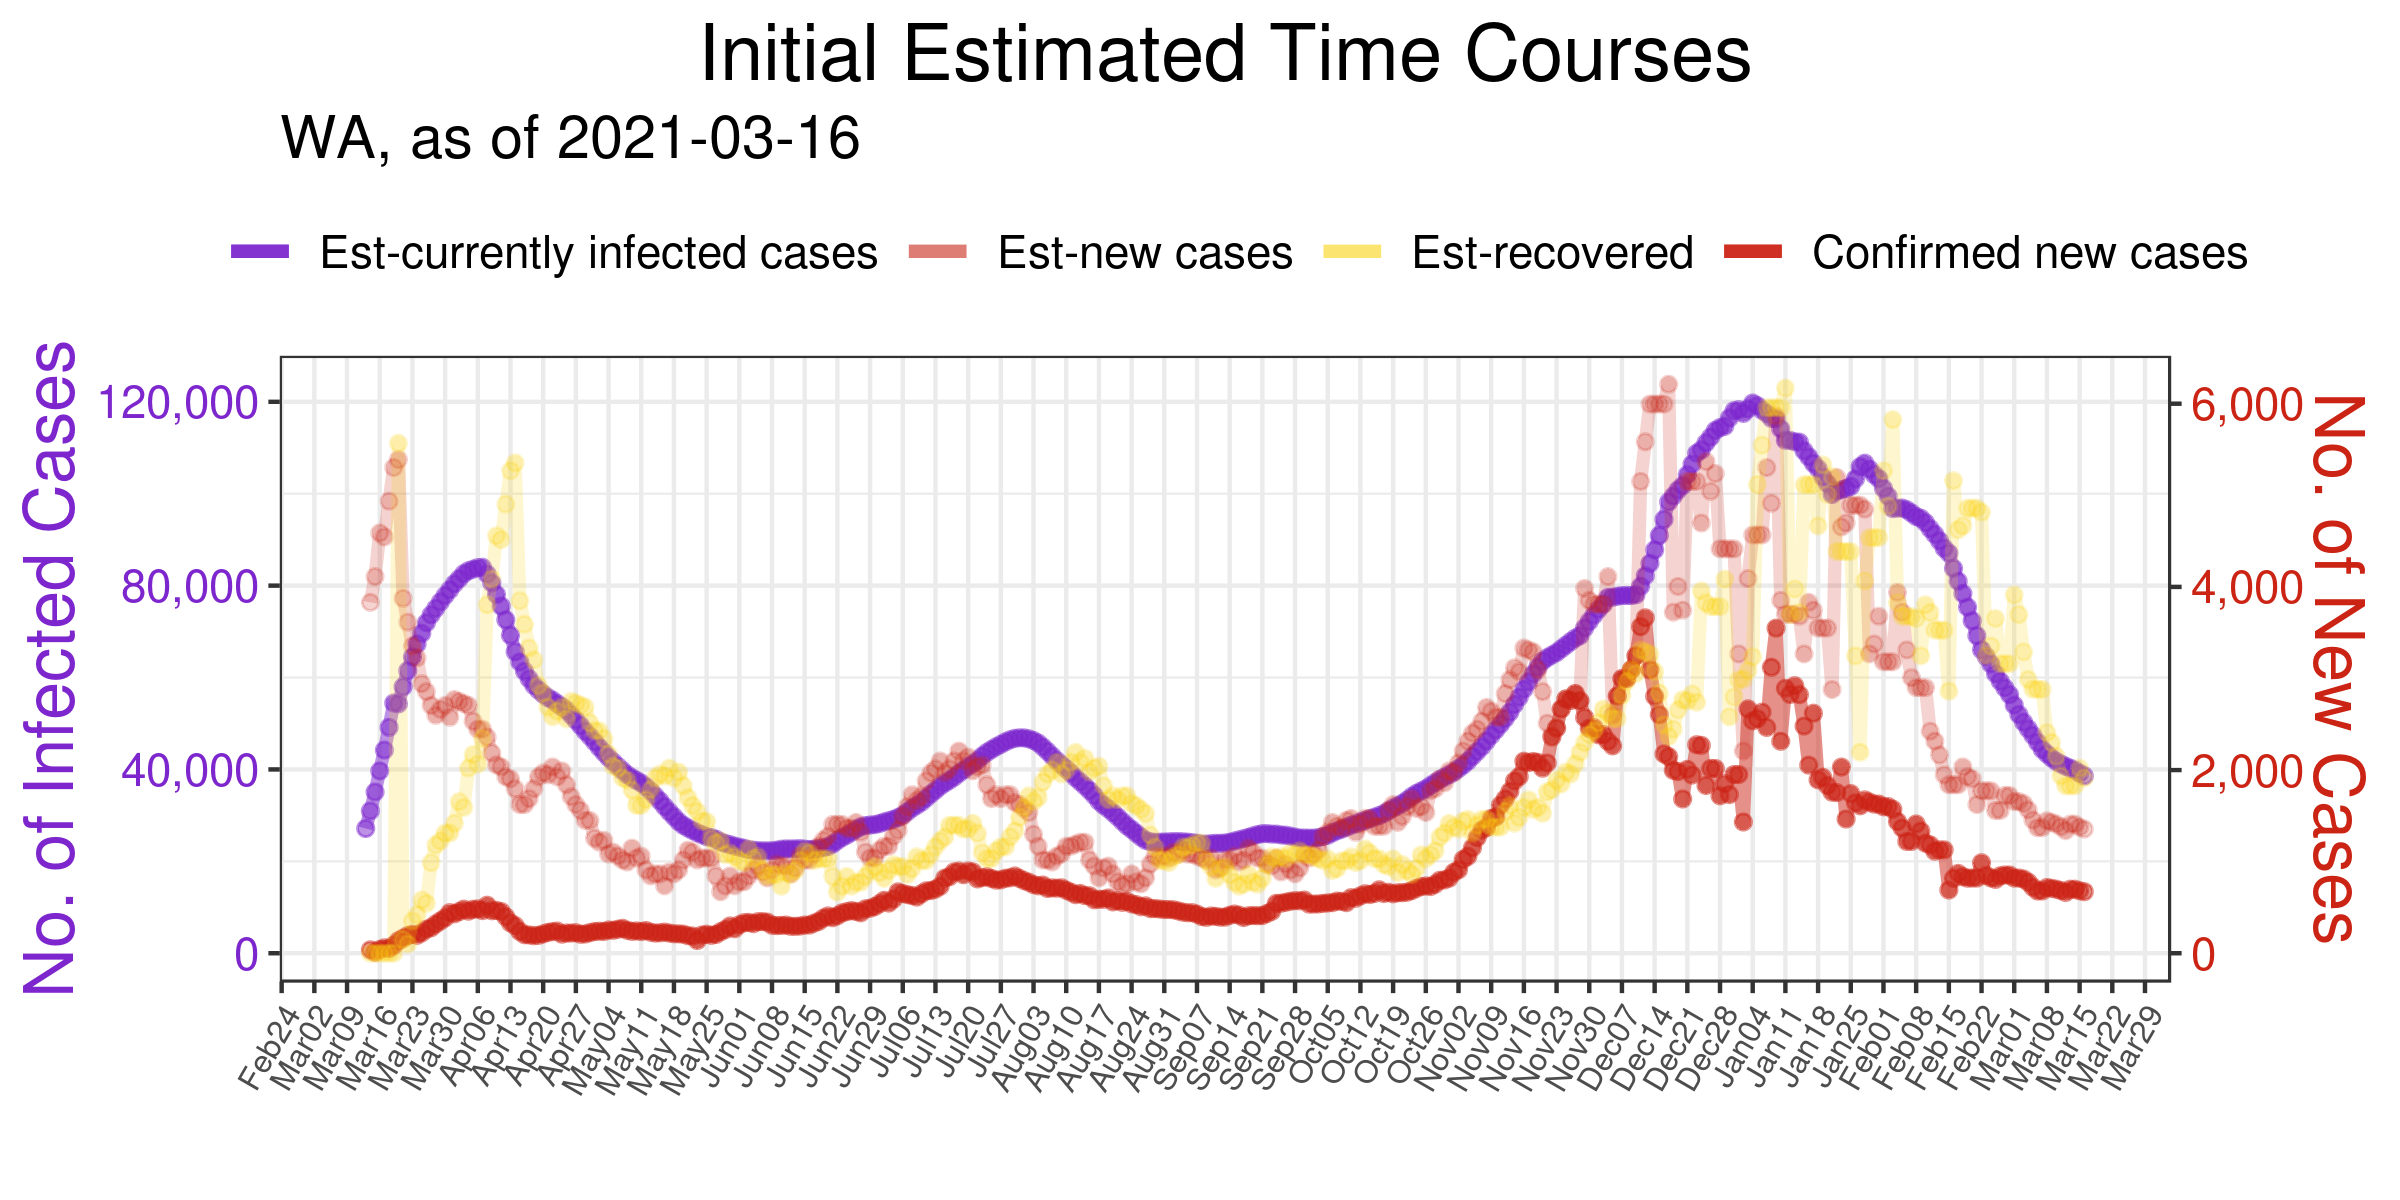 Initial Estimated Time Courses
WA, as of 2021-03-16
Est-currently infected cases Est-new cases Est-recovered Confirmed new cases
No. of Infected Cases
120,000
80,000
40,000
0
6,000
4,000
2,000
0
No. of New Cases
Feb24 Mar02 Mar09 Mar16 Mar23 Mar30 Apr06 Apr13 Apr20 Apr27 May04 May11 May18 May25 Jun01 Jun08 Jun15 Jun22 Jun29 Jul06 Jul13 Jul20 Jul27 Aug03 Aug10 Aug17 Aug24 Aug31 Sep07 Sep14 Sep21 Sep28 Oct05 Oct12 Oct19 Oct26 Nov02 Nov09 Nov16 Nov23 Nov30 Dec07 Dec14 Dec21 Dec28 Jan04 Jan11 Jan18 Jan25 Feb01 Feb08 Feb15 Feb22 Mar01 Mar08 Mar15 Mar22 Mar29